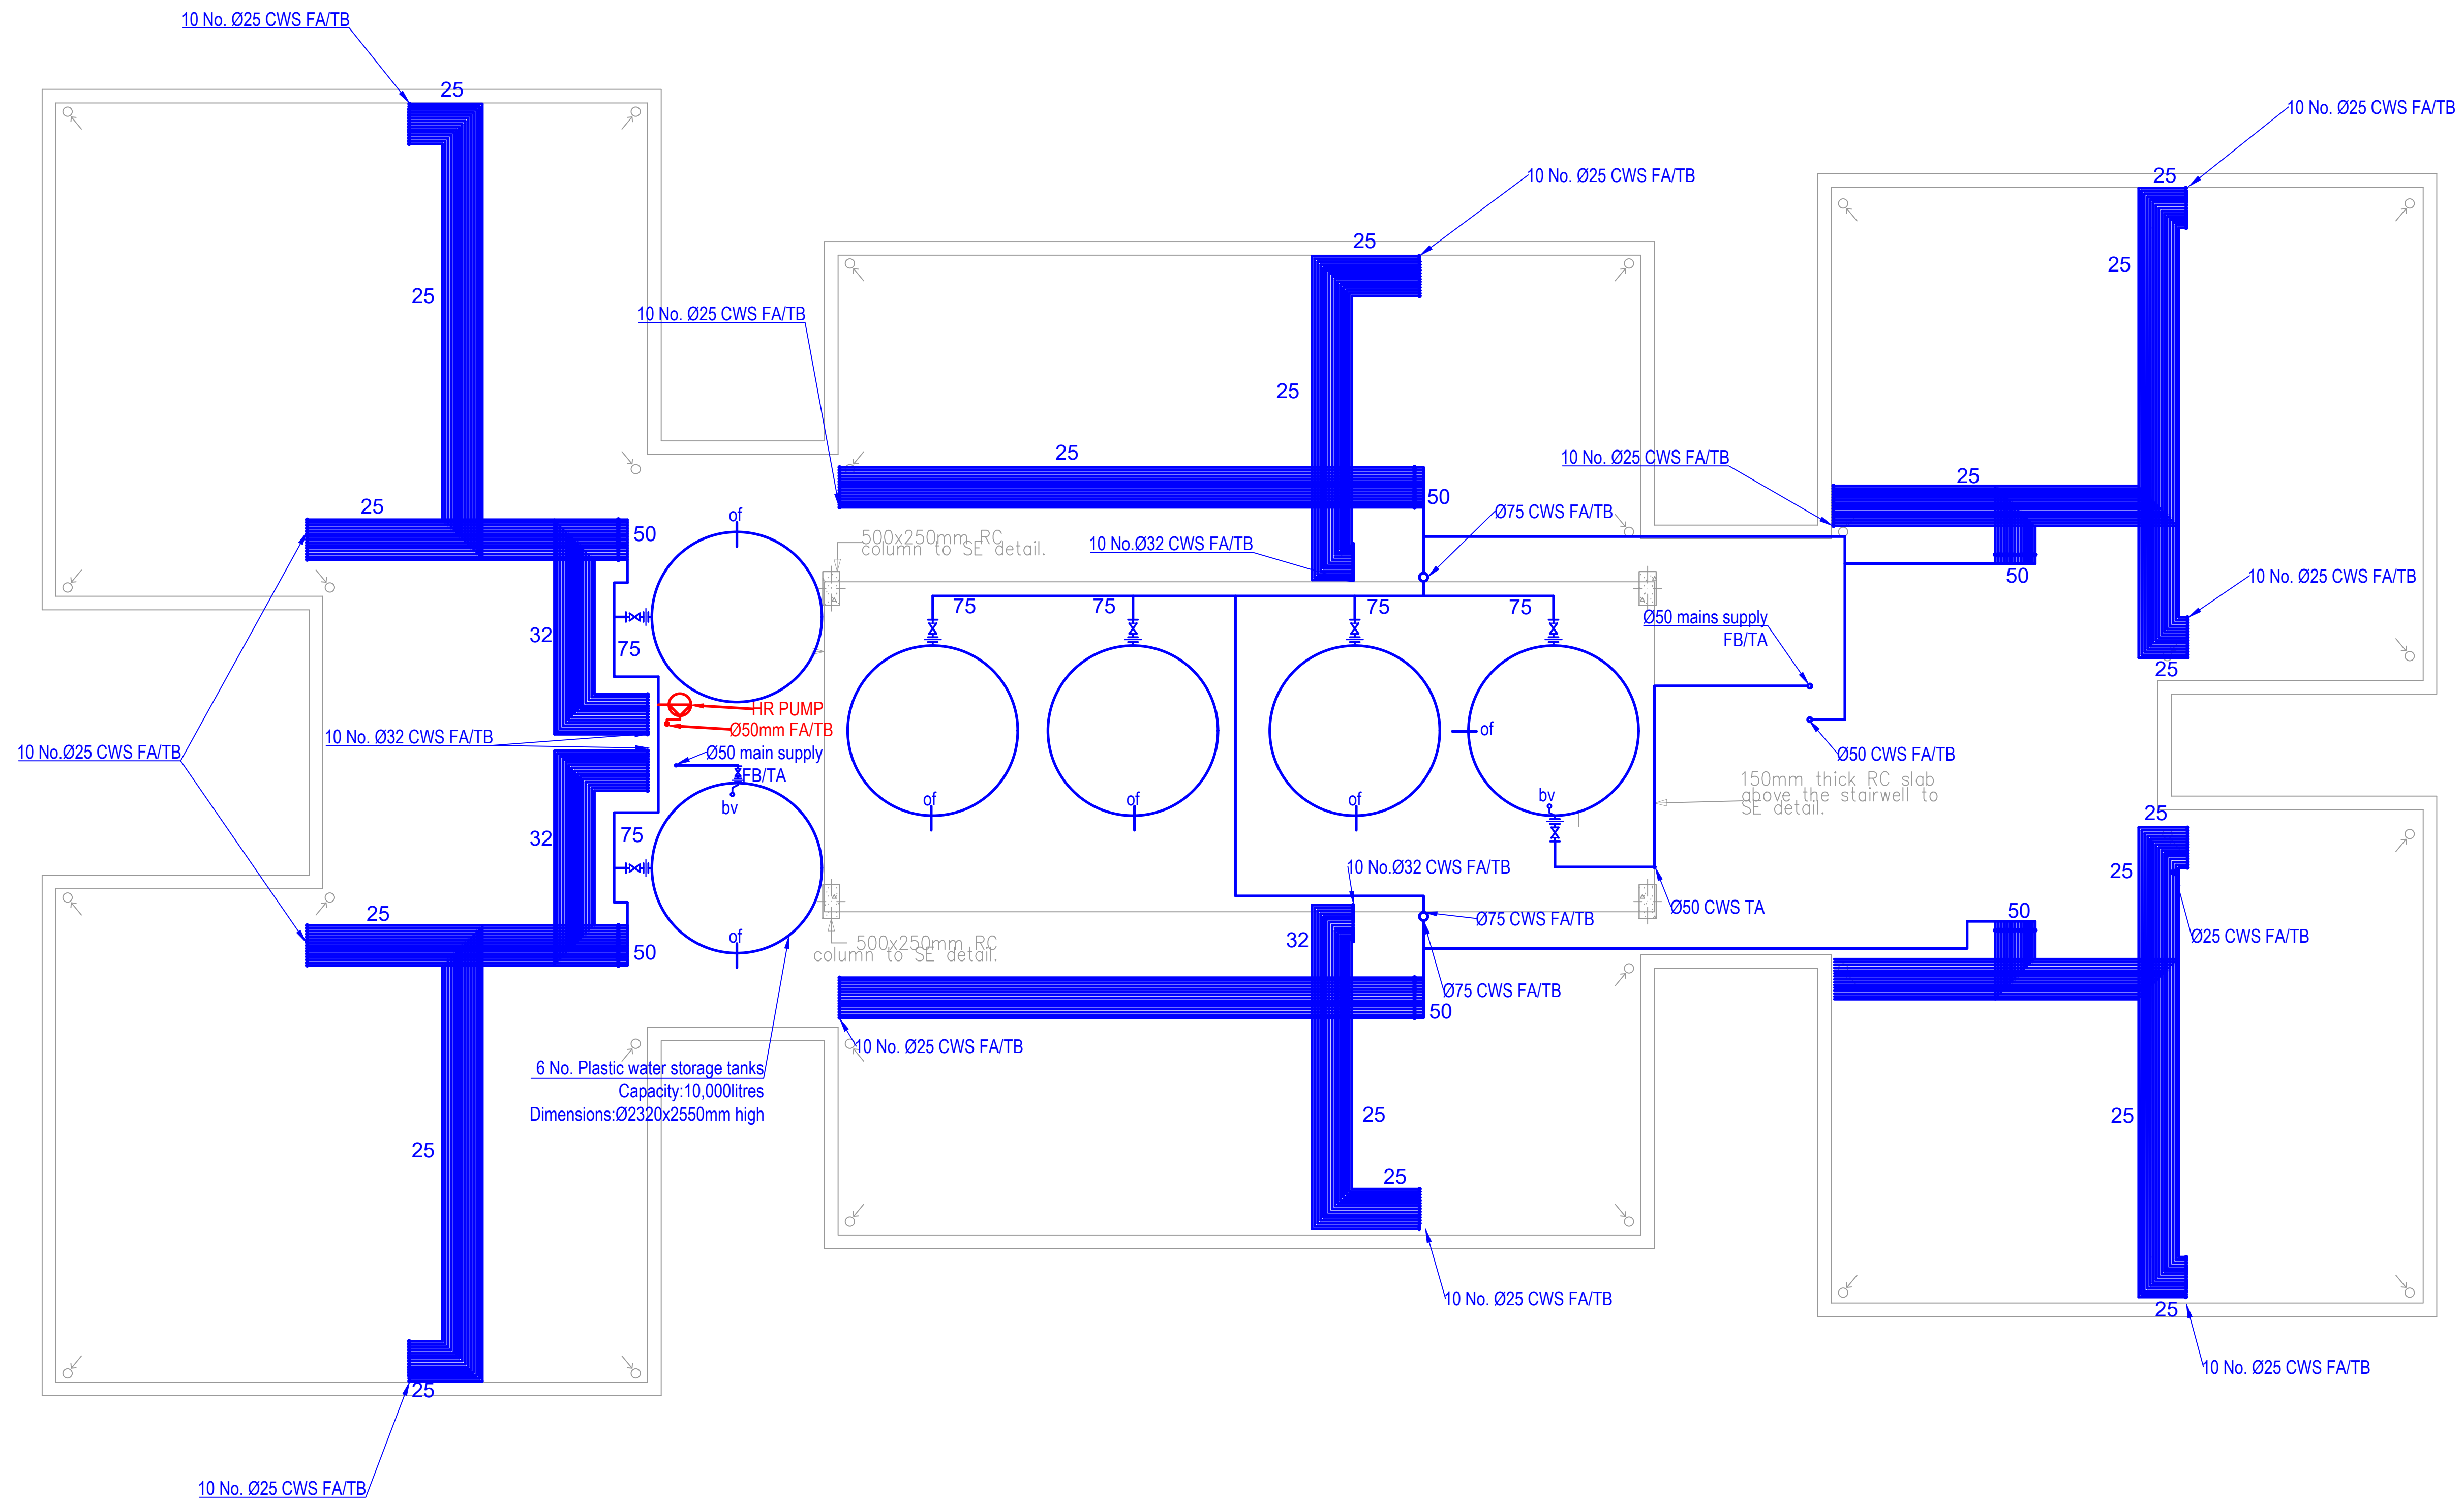 10 No. Ø25 CWS FA/TB
25
10 No. Ø25 CWS FA/TB
10 No. Ø25 CWS FA/TB
25
25
25
25
25
10 No. Ø25 CWS FA/TB
25
25
10 No. Ø25 CWS FA/TB
25
25
50
50
Ø75 CWS FA/TB
of
500x250mm RC
column to SE detail.
10 No.Ø32 CWS FA/TB
50
10 No. Ø25 CWS FA/TB
75
75
75
75
Ø50 mains supply
FB/TA
32
75
25
HR PUMP
Ø50mm FA/TB
10 No. Ø32 CWS FA/TB
10 No.Ø25 CWS FA/TB
Ø50 main supply
FB/TA
of
Ø50 CWS FA/TB
150mm thick RC slab
above the stairwell to
SE detail.
bv
of
of
of
bv
25
32
75
10 No.Ø32 CWS FA/TB
25
Ø50 CWS TA
25
of
32
Ø75 CWS FA/TB
50
Ø25 CWS FA/TB
500x250mm RC
column to SE detail.
50
Ø75 CWS FA/TB
50
10 No. Ø25 CWS FA/TB
6 No. Plastic water storage tanks
Capacity:10,000litres
Dimensions:Ø2320x2550mm high
25
25
25
25
10 No. Ø25 CWS FA/TB
25
10 No. Ø25 CWS FA/TB
25
10 No. Ø25 CWS FA/TB